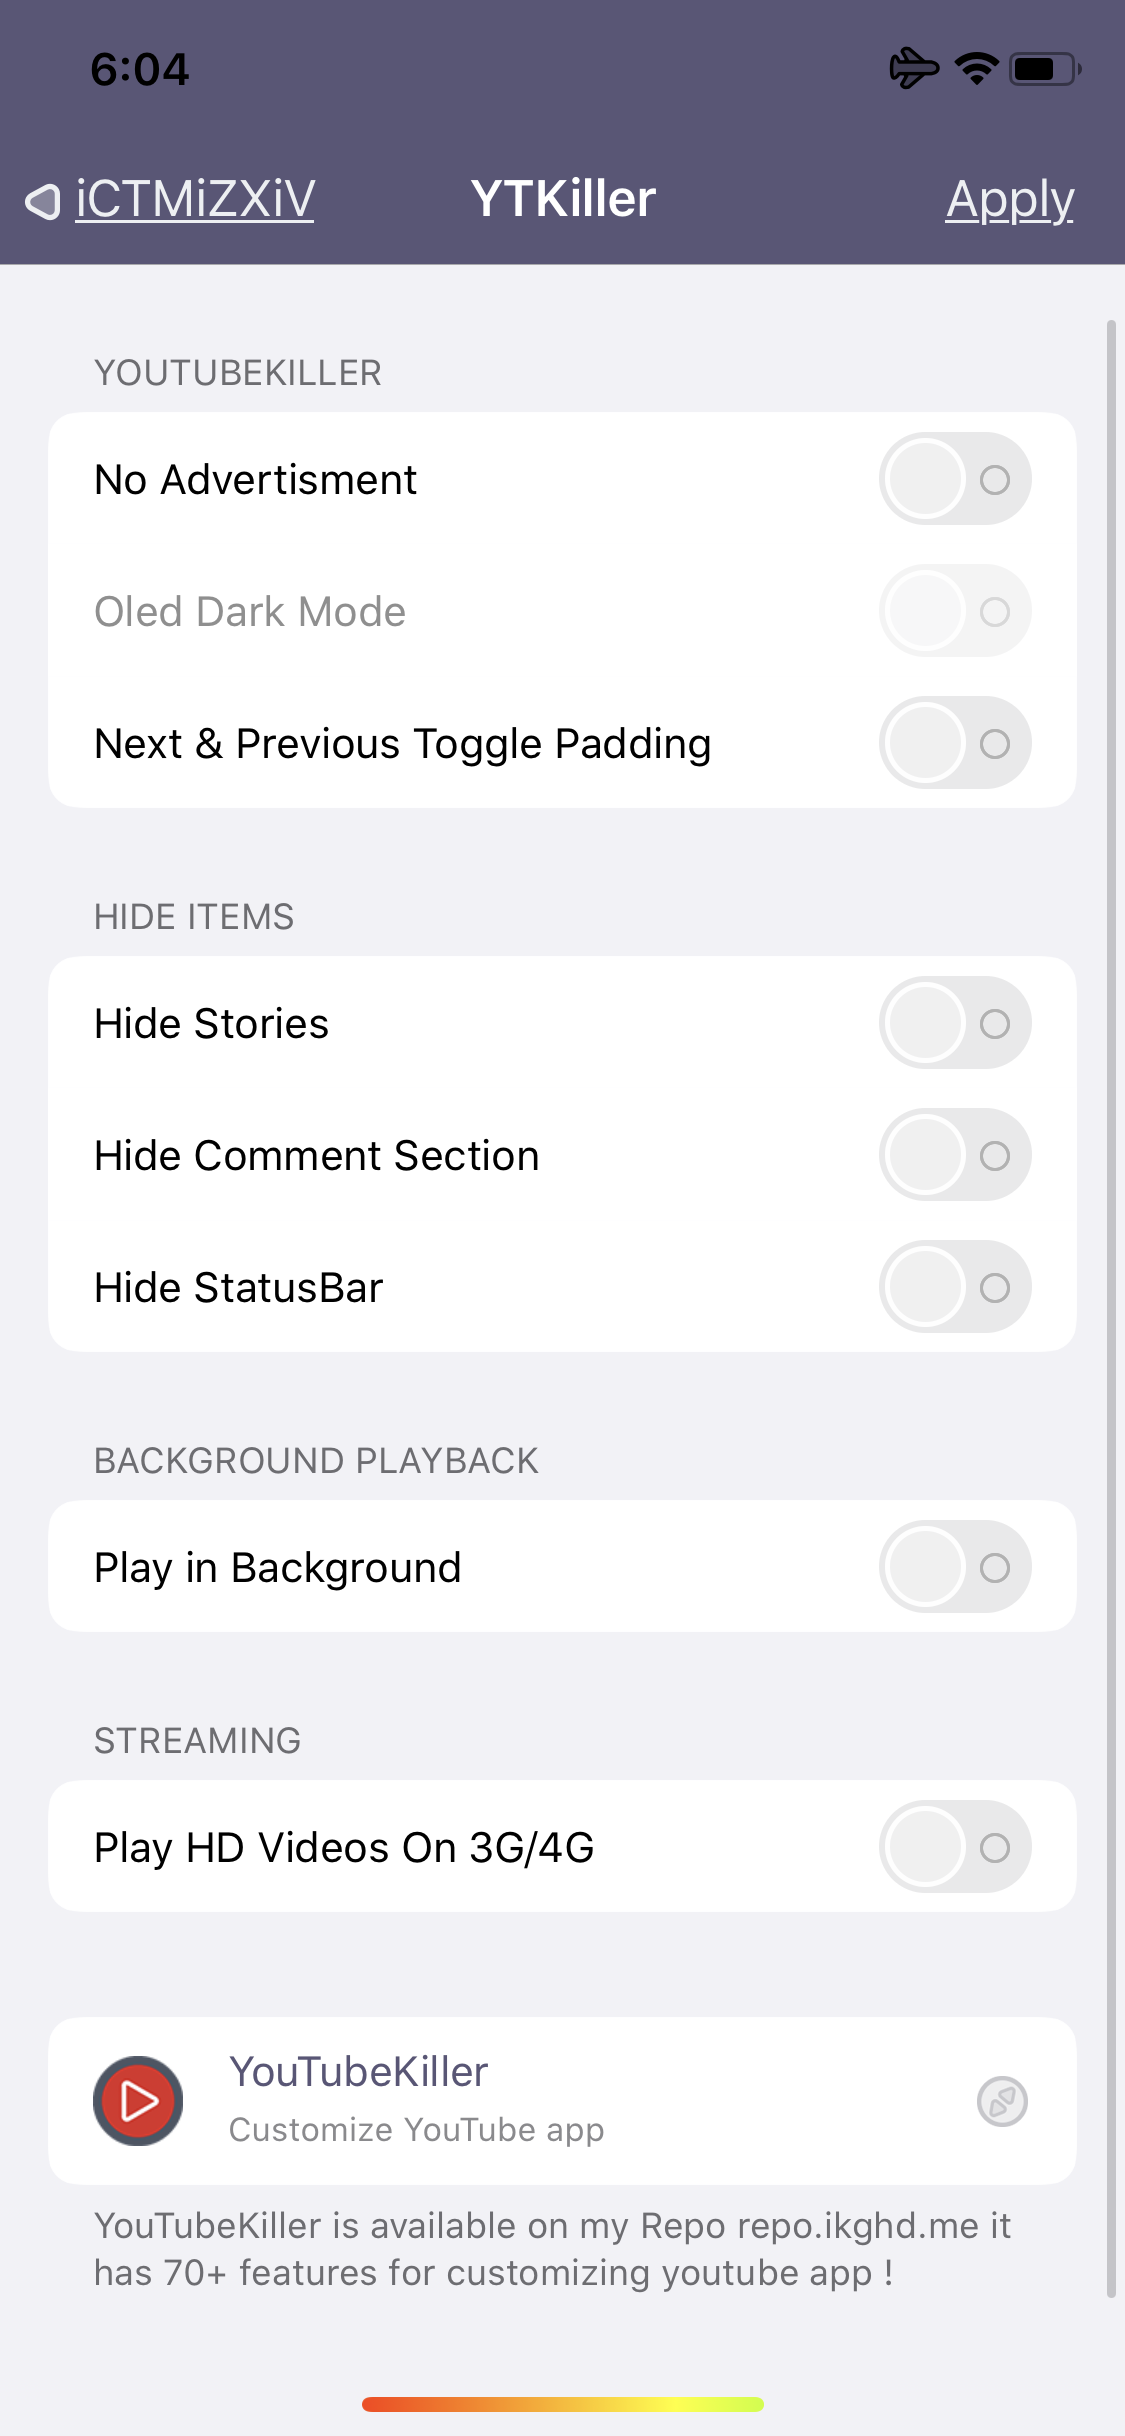 6:04
iCTMiZXiV
YTKiller
Apply
YOUTUBEKILLER
No Advertisment
Oled Dark Mode
Next & Previous Toggle Padding
HIDE ITEMS
Hide Stories
Hide Comment Section
Hide StatusBar
BACKGROUND PLAYBACK
Play in Background
STREAMING
Play HD Videos On 3G/4G
YouTubeKiller
Customize YouTube app
YouTubeKiller is available on my Repo repo.ikghd.me it
has 70+ features for customizing youtube app !